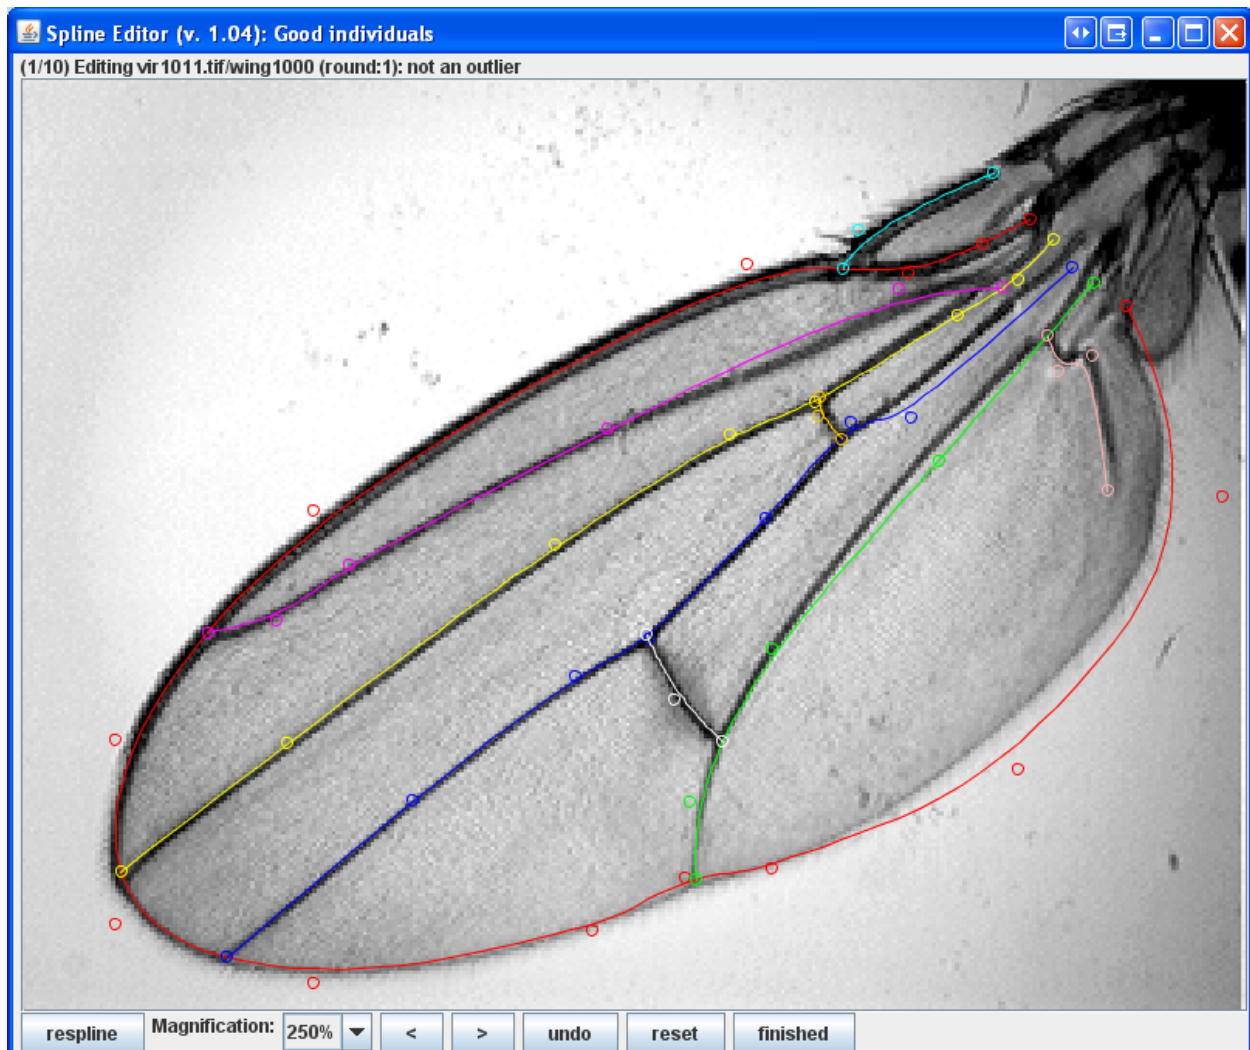 Spline Editor (v. 1.04): Good individuals
(1/10) Editing vir1011.tif/wing1000 (round:1): not an outlier
respline Magnification: 250% < > undo reset finished